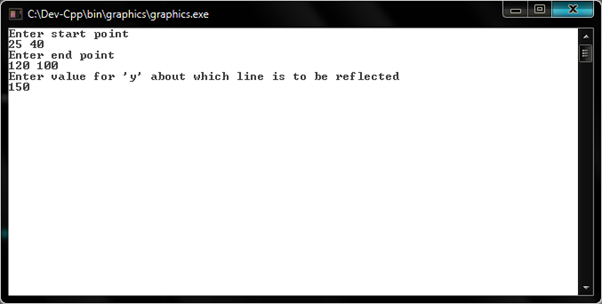 C:\Dev-Cpp\bin\graphics\graphics.exe
Enter start point
25 40
Enter end point
120 100
Enter value for 'y' about which line is to be reflected
150